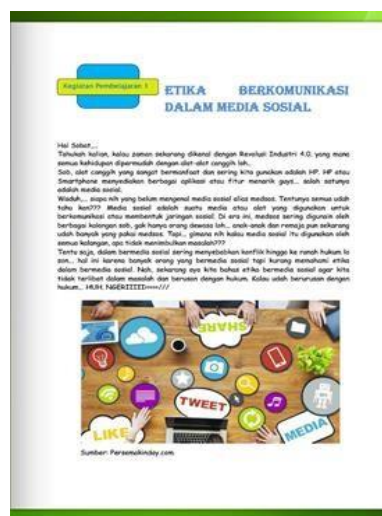 Kegiatan Pembelajaran 1
ETIKA BERKOMUNIKASI
DALAM MEDIA SOSIAL
Hai Sobat,...
Tahukah kalian, kalau zaman sekarang dikenal dengan Revolusi Industri 4.0, yang mana
semua kehidupan dipermudah dengan alat-alat canggih loh..
Sob, alat canggih yang sangat bermanfaat dan sering kita gunakan adalah HP. HP atau
Smartphone menyediakan berbagai aplikasi atau fitur menarik guys... salah satunya
adalah media sosial.
Waduh,... siapa nih yang belum mengenal media sosial alias medsos. Tentunya semua udah
tahu kan??? Media sosial adalah suatu media atau alat yang digunakan untuk
berkomunikasi atau membentuk jaringan sosial. Di era ini, medsos sering digunain oleh
berbagai kalangan sob, gak hanya orang dewasa loh... anak-anak dan remaja pun sekarang
udah banyak yang pakai medsos. Tapi... gimana nih kalau media sosial itu digunakan oleh
semua kalangan, apa tidak menimbulkan masalah???
Tentu saja, dalam bermedia sosial sering menyebabkan konflik hingga ke ranah hukum lo
son... hal ini karena banyak orang yang bermedia sosial tapi kurang memahami etika
dalam bermedia sosial. Nah, sekarang ayo kita bahas etika bermedia sosial agar kita
tidak terlibat dalam masalah dan berusan dengan hukum. Kalau udah berurusan dengan
hukum... HUH, NGERIIIII
SHARE
TWEET
LIKE
MEDIA
Sumber: Personakinday.com